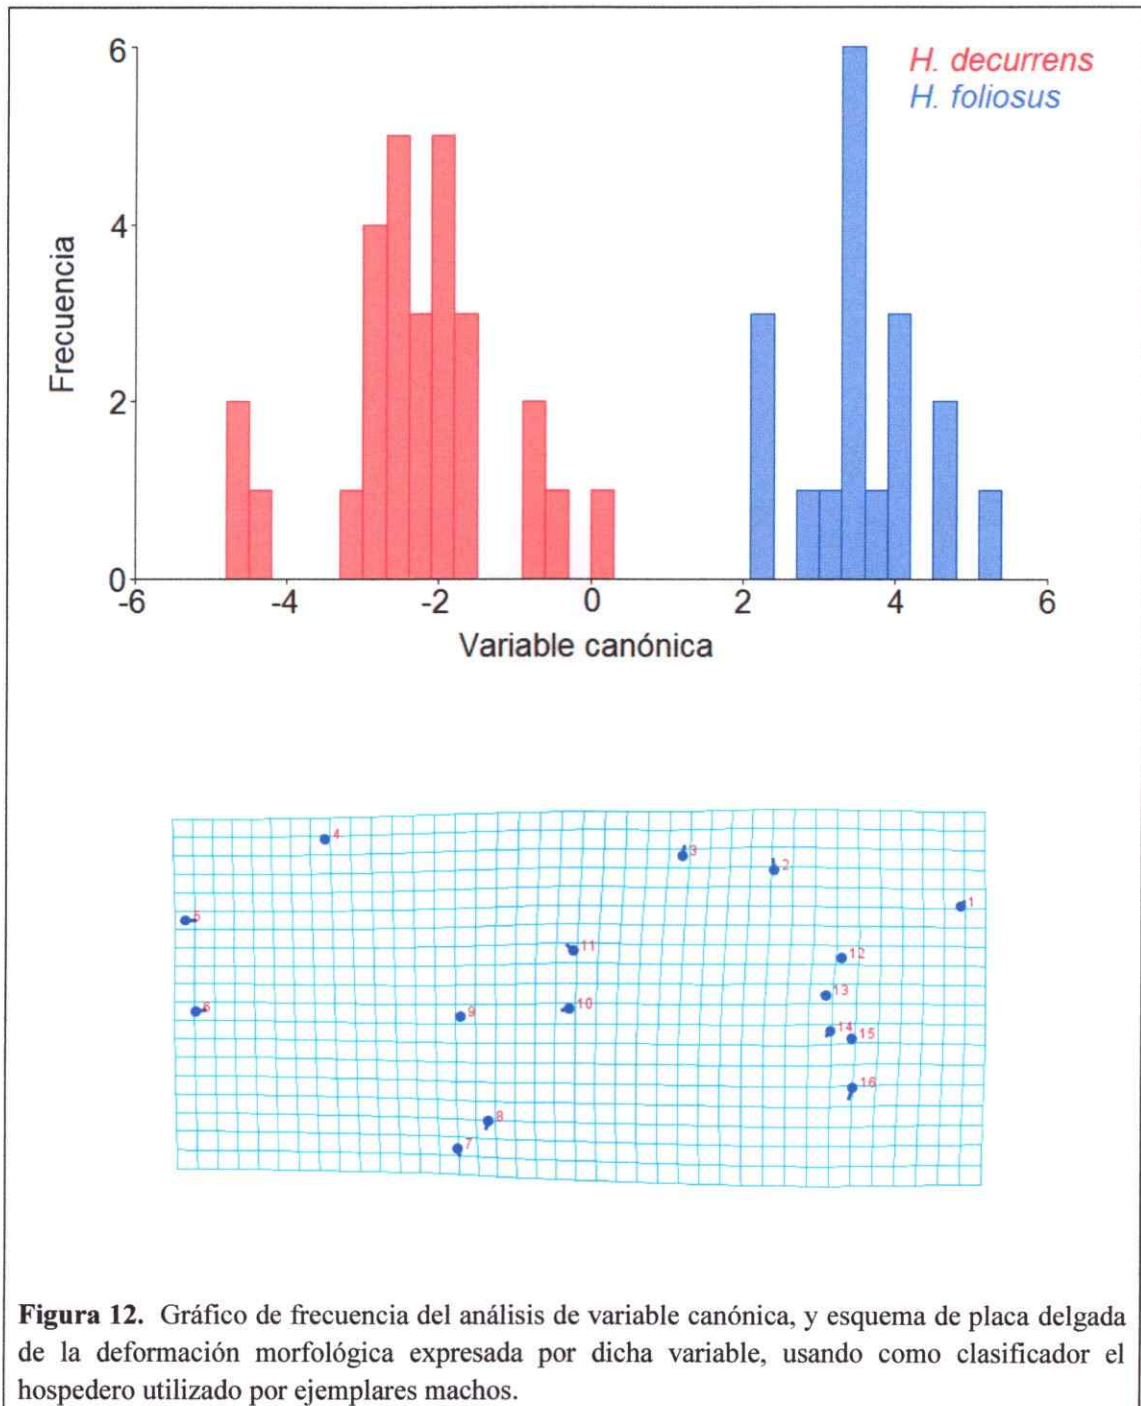 6
4
2
0
Frecuencia
H. decurrens
H. foliosus
-6 -4 -2 0 2 4 6
Variable canónica
4
3
2
5
1
11
12
13
6
10
9
14
15
16
8
7
Figura 12. Gráfico de frecuencia del análisis de variable canónica, y esquema de placa delgada
de la deformación morfológica expresada por dicha variable, usando como clasificador el
hospedero utilizado por ejemplares machos.